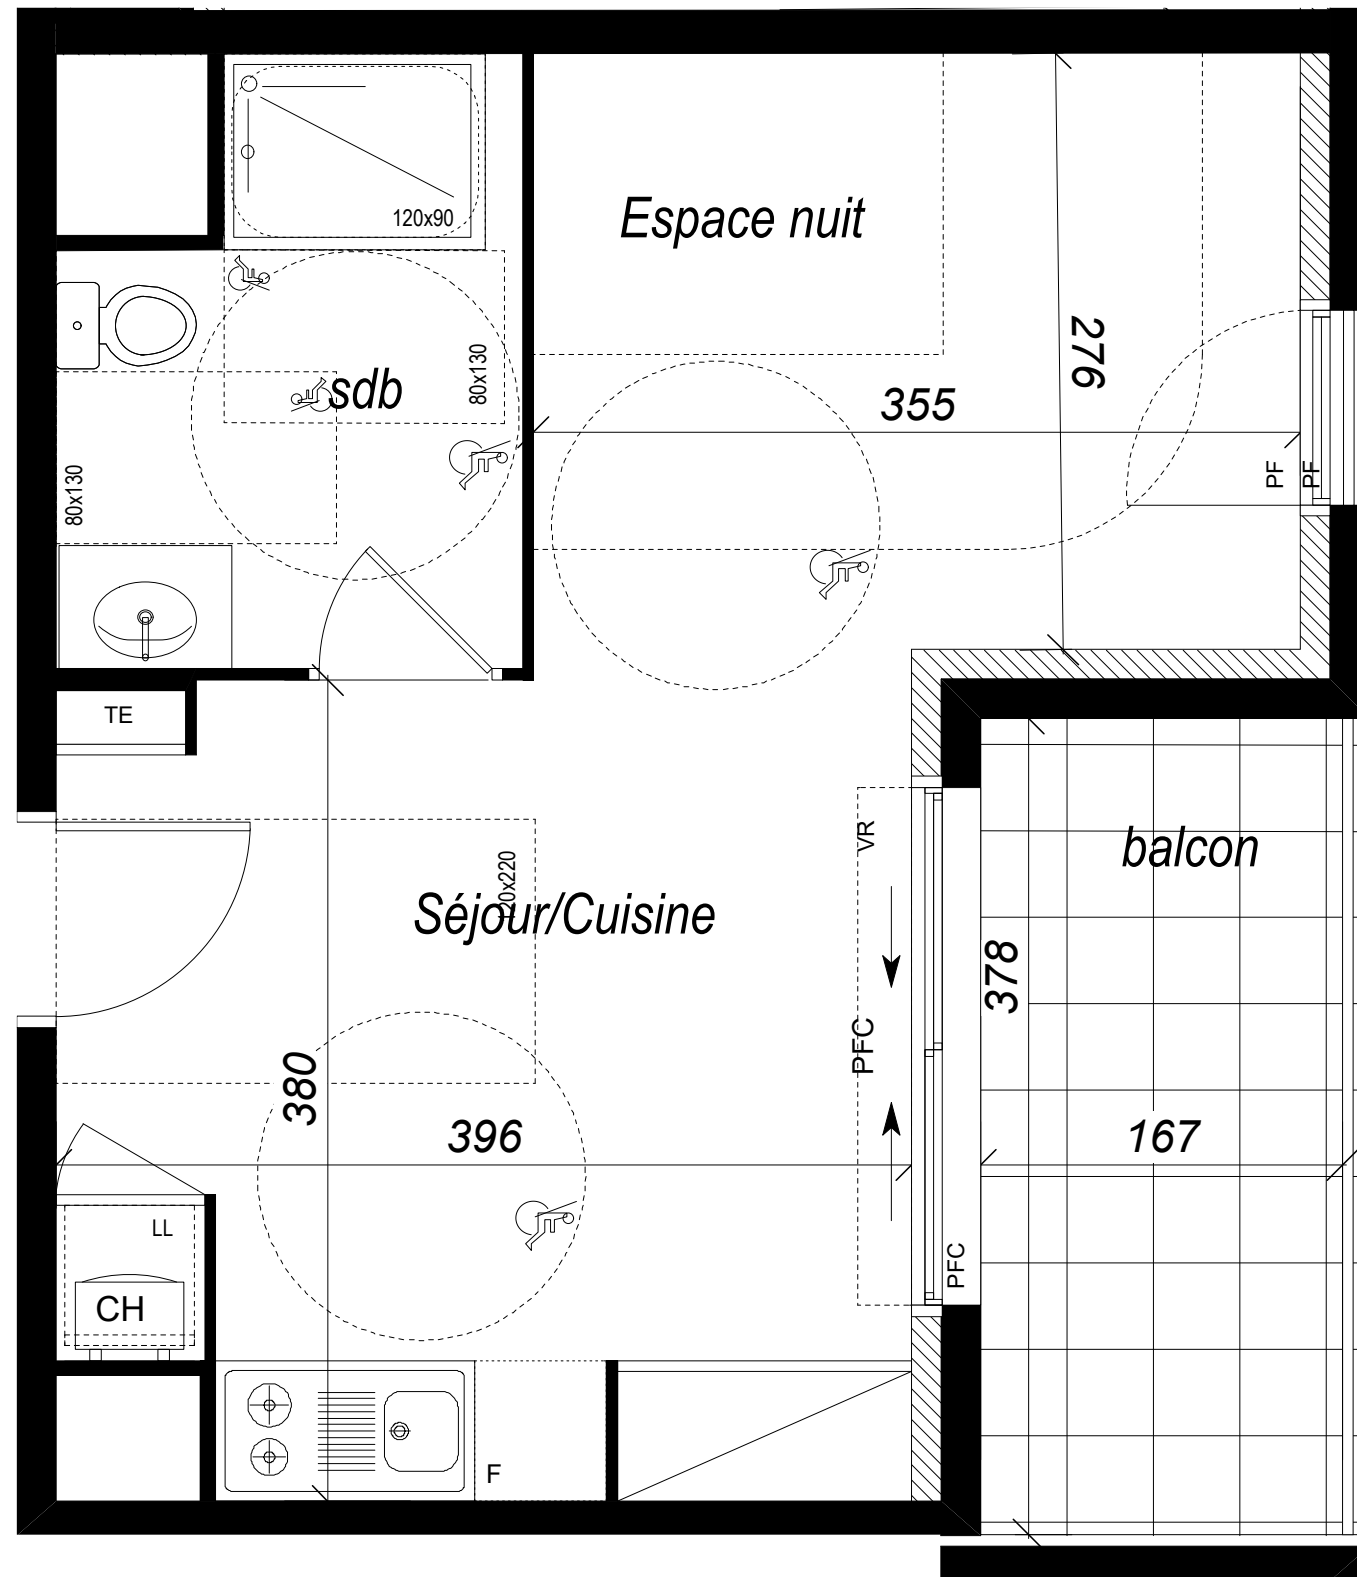 120x90
Espace nuit
276
80x130
sdb
355
80x130
PF
PF
TE
VR
balcon
120x220
Séjour/Cuisine
378
PFC
380
396
167
LL
PFC
CH
F